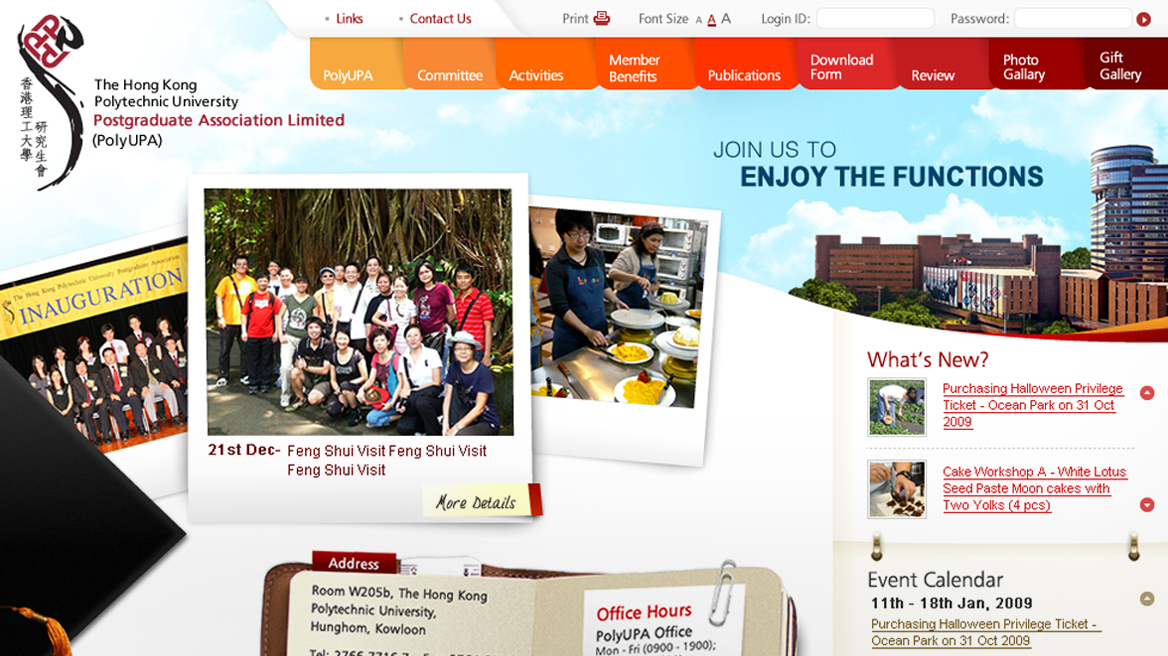 Links
Contact Us
Print
Font Size A A A
Login ID:
Password:
PolyUPA
Committee
Activities
Member
Benefits
Publications
Download
Form
Review
Photo
Gallary
Gift
Gallery
香港理工大學
研究生會
The Hong Kong
Polytechnic University
Postgraduate Association Limited
(PolyUPA)
JOIN US TO
ENJOY THE FUNCTIONS
The Hong Kong Polytechnic University Postgraduate Association
INAUGURATION
21st Dec- Feng Shui Visit Feng Shui Visit
Feng Shui Visit
More Details
What's New?
Purchasing Halloween Privilege
Ticket - Ocean Park on 31 Oct
2009
Cake Workshop A - White Lotus
Seed Paste Moon cakes with
Two Yolks (4 pcs)
Event Calendar
11th - 18th Jan, 2009
Purchasing Halloween Privilege Ticket -
Ocean Park on 31 Oct 2009
Address
Room W205b, The Hong Kong
Polytechnic University,
Hunghom, Kowloon
Office Hours
PolyUPA Office
Mon - Fri (0900 - 1900);